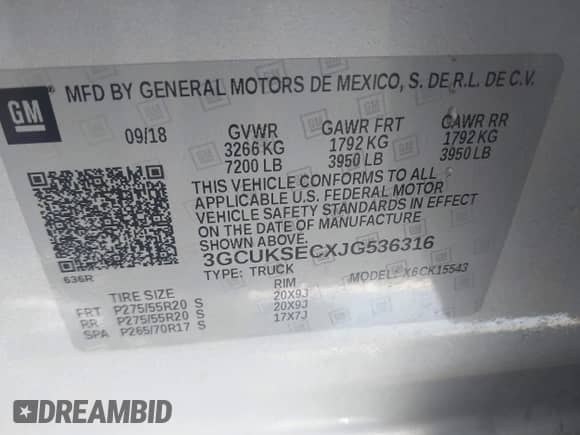 GM
MFD BY GENERAL MOTORS DE MEXICO, S. DE R.L. DE C.V.
09/18 GVWR GAWR FRT GAWR RR
3266 KG 1792 KG 1792 KG
7200 LB 3950 LB 3950 LB
THIS VEHICLE CONFORMS TO ALL
APPLICABLE U.S. FEDERAL MOTOR
VEHICLE SAFETY STANDARDS IN EFFECT
ON THE DATE OF MANUFACTURE
SHOWN ABOVE.
636R
3GCUKSECXJG536316
TYPE: TRUCK MODEL: X6CK15543
TIRE SIZE RIM
FRT P275/55R20 S 20X9J
RR P275/55R20 S 20X9J
SPA P265/70R17 S 17X7J
DREAMBID